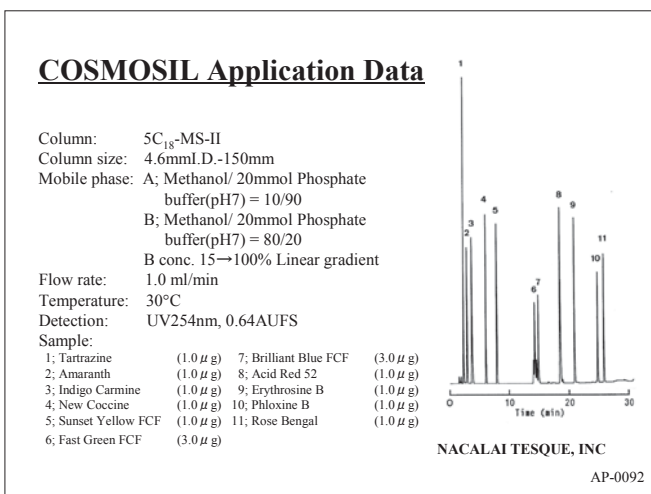 COSMOSIL Application Data
Column: 5C18-MS-II
Column size: 4.6mmI.D.-150mm
Mobile phase: A; Methanol/ 20mmol Phosphate
buffer(pH7) = 10/90
B; Methanol/ 20mmol Phosphate
buffer(pH7) = 80/20
B conc. 15→100% Linear gradient
Flow rate: 1.0 ml/min
Temperature: 30°C
Detection: UV254nm, 0.64AUFS
Sample:
1; Tartrazine (1.0μg) 7; Brilliant Blue FCF (3.0μg)
2; Amaranth (1.0μg) 8; Acid Red 52 (1.0μg)
3; Indigo Carmine (1.0μg) 9; Erythrosine B (1.0μg)
4; New Coccine (1.0μg) 10; Phloxine B (1.0μg)
5; Sunset Yellow FCF (1.0μg) 11; Rose Bengal (1.0μg)
6; Fast Green FCF (3.0μg)
1
2
3
4
5
6
7
8
9
10
11
0 10 20 30
Time (min)
NACALAI TESQUE, INC
AP-0092